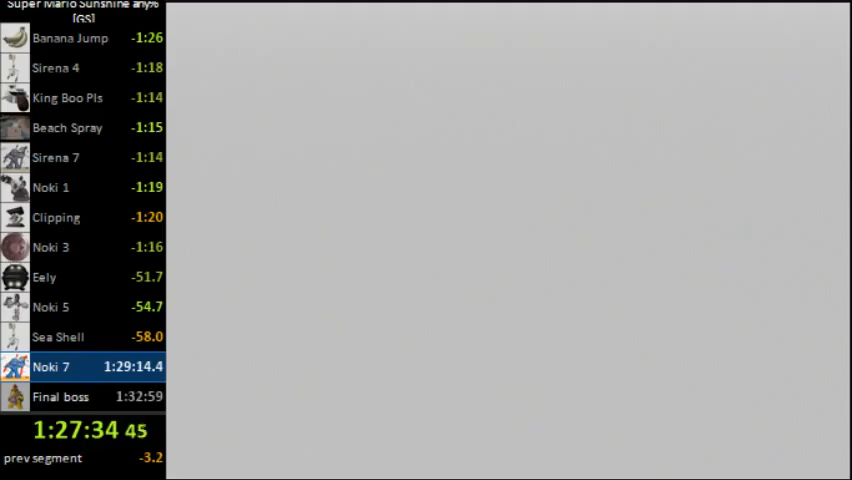 Super Mario Sunshine any%
[GS]
Banana Jump -1:26
Sirena 4 -1:18
King Boo Pls -1:14
Beach Spray -1:15
Sirena 7 -1:14
Noki 1 -1:19
Clipping -1:20
Noki 3 -1:16
Eely -51.7
Noki 5 -54.7
Sea Shell -58.0
Noki 7 1:29:14.4
Final boss 1:32:59
1:27:34 45
prev segment -3.2